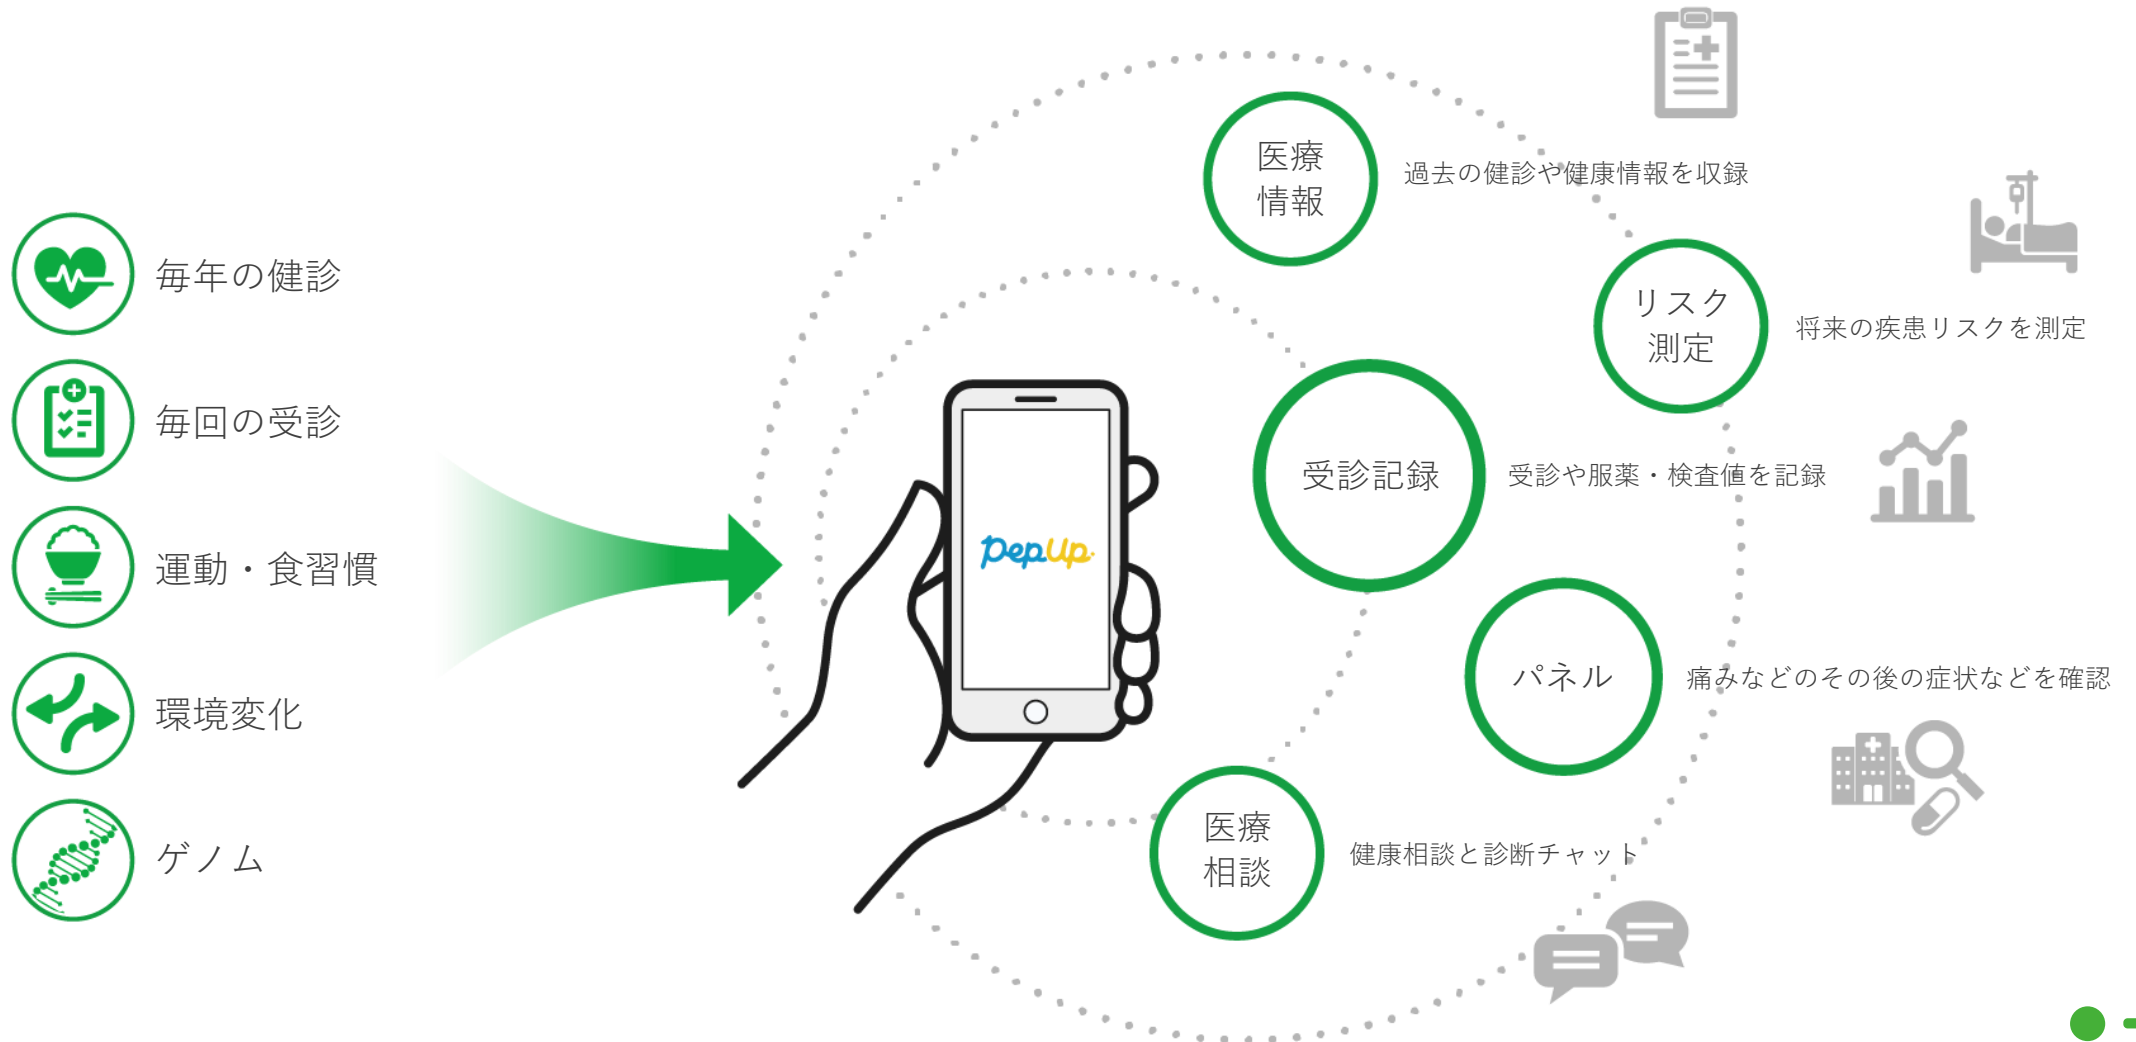 毎年の健診
毎回の受診
運動・食習慣
環境変化
ゲノム
PepUp
医療
情報
過去の健診や健康情報を収録
リスク
測定
将来の疾患リスクを測定
受診記録
受診や服薬・検査値を記録
パネル
痛みなどのその後の症状などを確認
医療
相談
健康相談と診断チャット